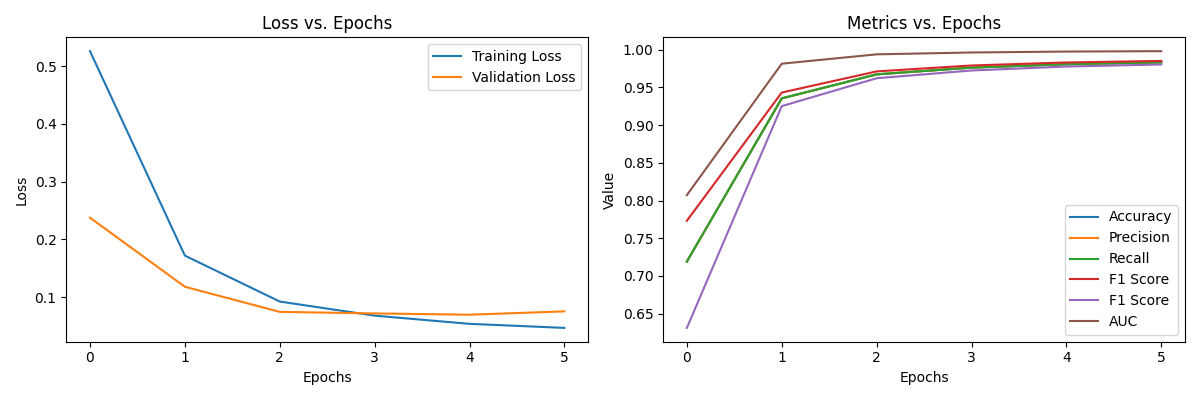 Loss vs. Epochs
Training Loss
Validation Loss
0.5
0.4
0.3
0.2
0.1
Loss
0 1 2 3 4 5
Epochs
Metrics vs. Epochs
1.00
0.95
0.90
0.85
0.80
0.75
0.70
0.65
Value
Accuracy
Precision
Recall
F1 Score
F1 Score
AUC
0 1 2 3 4 5
Epochs